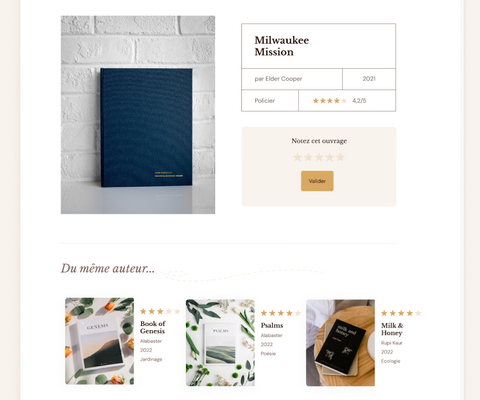 Milwaukee
Mission
par Elder Cooper
2021
Policier
4,2/5
Notez cet ouvrage
Valider
Du même auteur...
GENESIS
Book of
Genesis
Alabaster
2022
Jardinage
PSALMS
Psalms
Alabaster
2022
Poésie
milk and
honey
Milk &
Honey
Rupi Kaur
2022
Ecologie